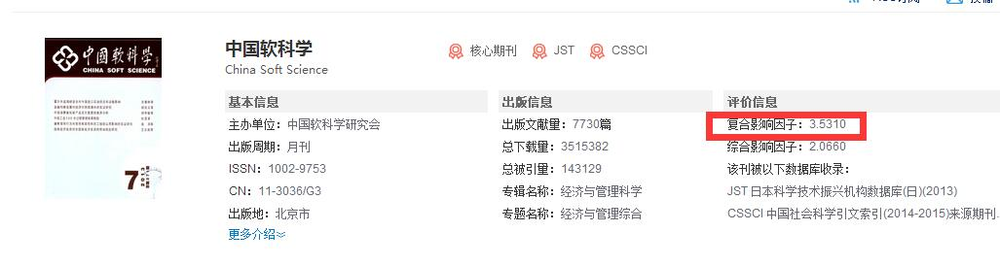 中国软科学
China Soft Science
核心期刊
JST
CSSCI
中國软科學
CHINA SOFT SCIENCE
7
基本信息
主办单位：中国软科学研究会
出版周期：月刊
ISSN：1002-9753
CN：11-3036/G3
出版地：北京市
更多介绍
出版信息
出版文献量：7730篇
总下载量：3515382
总被引量：143129
专辑名称：经济与管理科学
专题名称：经济与管理综合
评价信息
复合影响因子：3.5310
综合影响因子：2.0660
该刊被以下数据库收录：
JST 日本科学技术振兴机构数据库(日)(2013)
CSSCI 中国社会科学引文索引(2014-2015)来源期刊